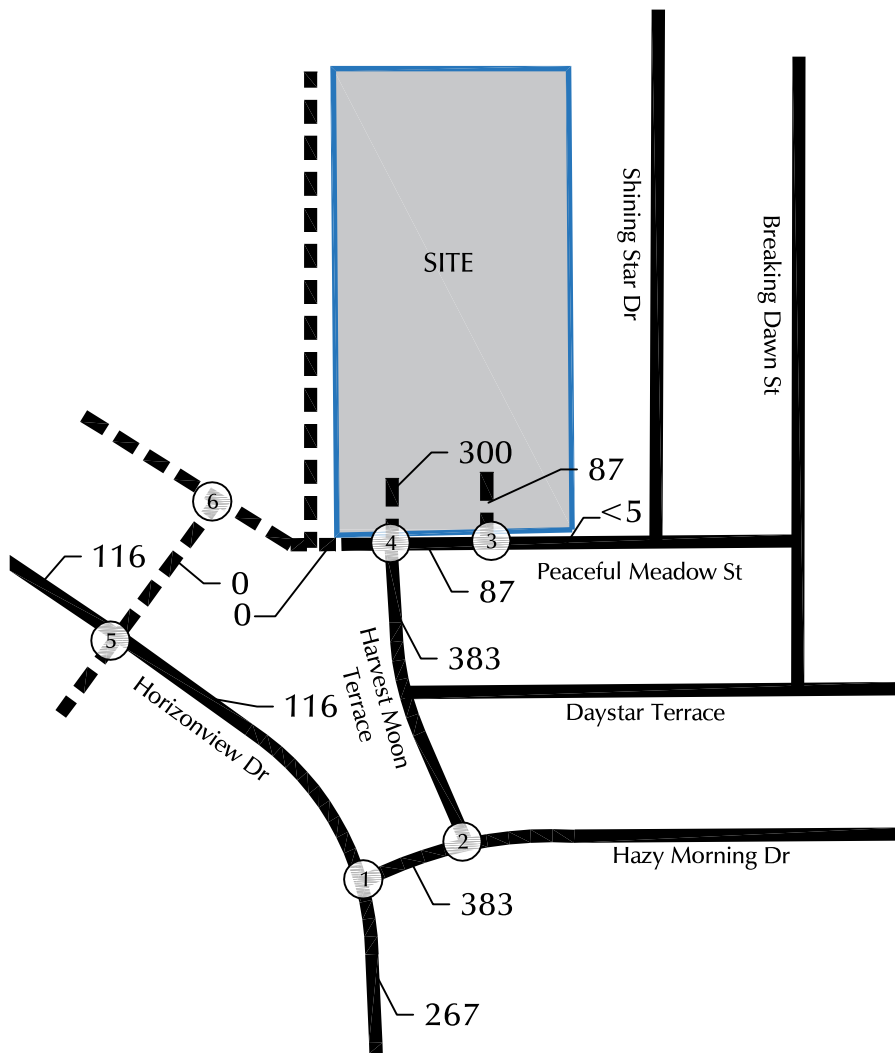 Shining Star Dr
Breaking Dawn St
SITE
300
87
6
<5
4
3
116
0
Peaceful Meadow St
87
0
5
Harvest Moon
Terrace
383
Horizonview Dr
116
Daystar Terrace
2
Hazy Morning Dr
1
383
267